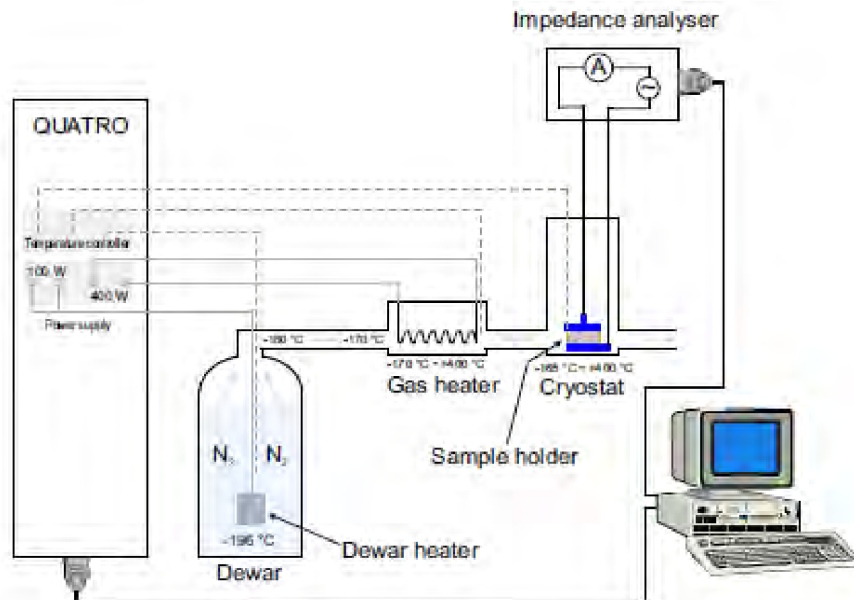 Impedance analyser
A
~
QUATRO
Temperature controller
100 W
400 W
Power supply
-180 °C
-170 °C
-170 °C - +400 °C
Gas heater
-165 °C - +400 °C
Cryostat
N₂ N₂
Sample holder
-196 °C
Dewar heater
Dewar